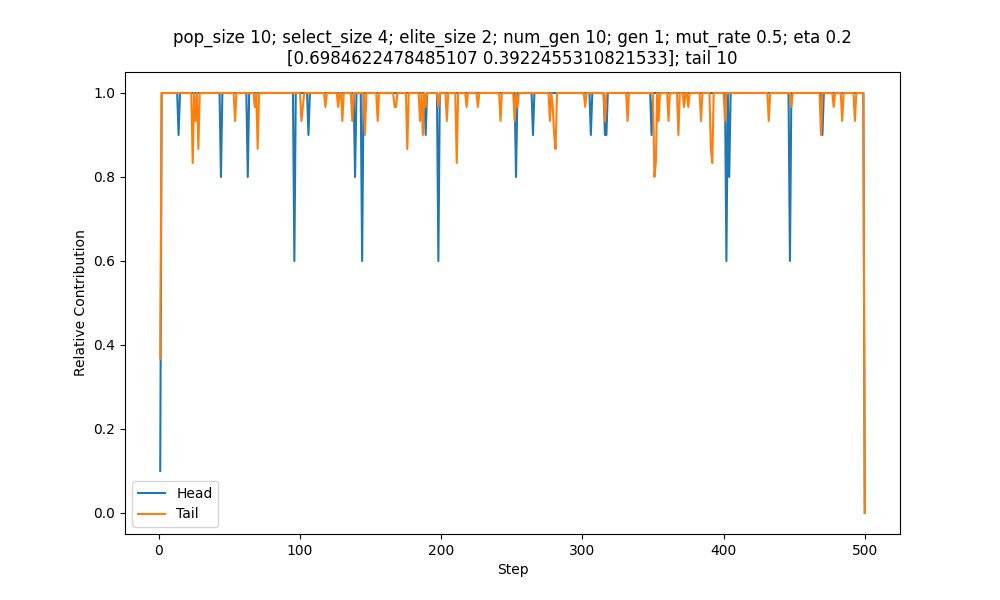 pop_size 10; select_size 4; elite_size 2; num_gen 10; gen 1; mut_rate 0.5; eta 0.2
[0.6984622478485107 0.3922455310821533]; tail 10
Relative Contribution
1.0
0.8
0.6
0.4
0.2
0.0
Head
Tail
0
100
200
300
400
500
Step